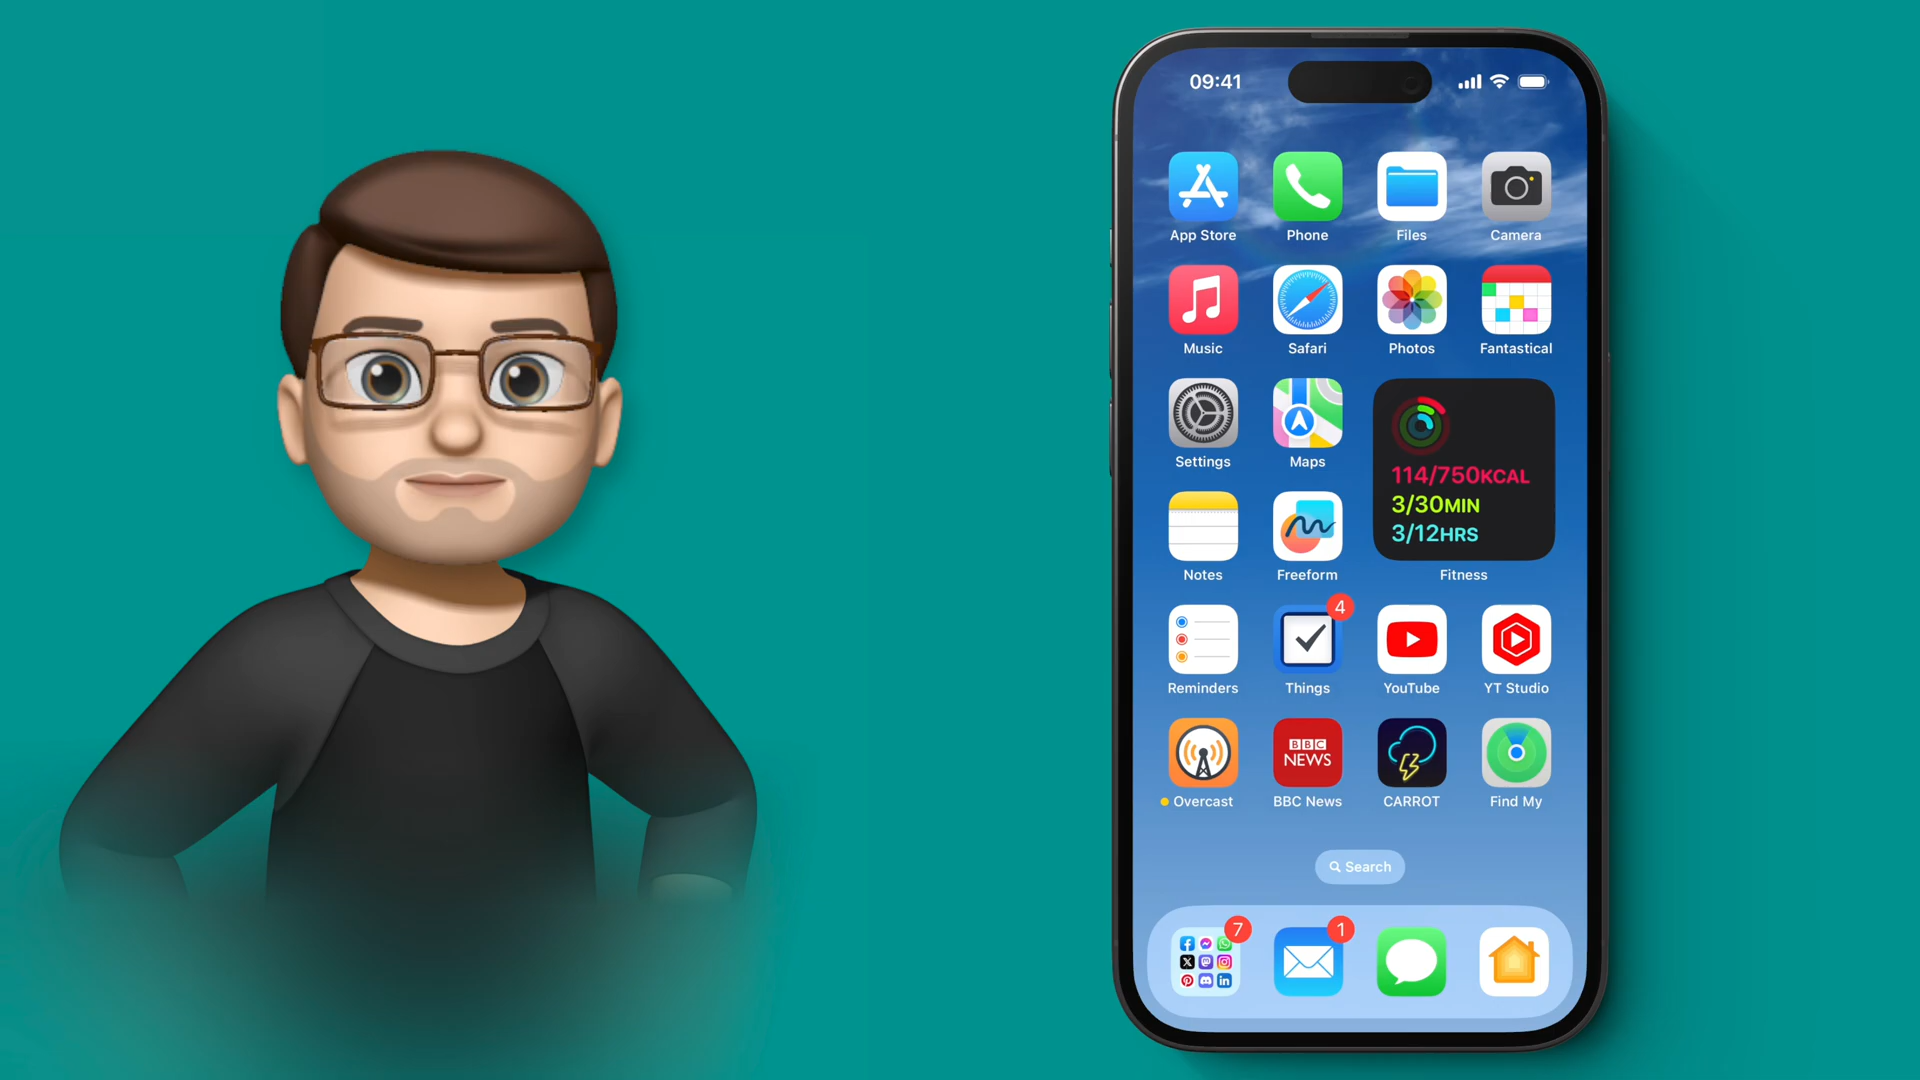 09:41
App Store
Phone
Files
Camera
Music
Safari
Photos
Fantastical
Settings
Maps
114/750KCAL
3/30MIN
3/12HRS
Notes
Freeform
Fitness
4
Reminders
Things
YouTube
YT Studio
BBC
NEWS
Overcast
BBC News
CARROT
Find My
Search
7
1
X
in